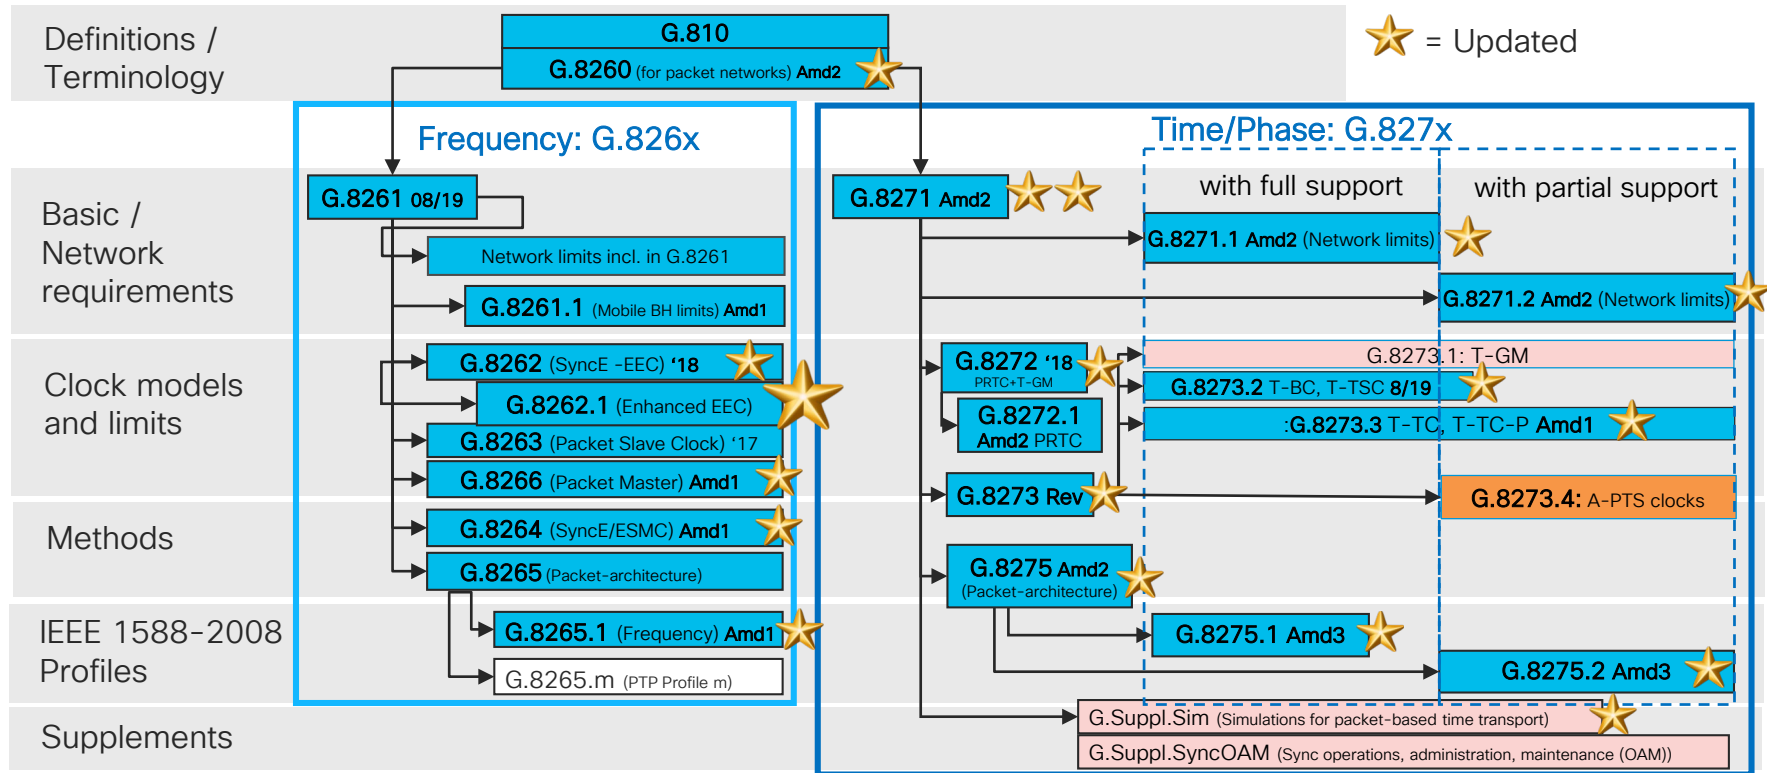 Definitions /
Terminology
G.810
G.8260 (for packet networks) Amd2
= Updated
Frequency: G.826x
Time/Phase: G.827x
with full support
with partial support
Basic /
Network
requirements
G.8261 08/19
Network limits incl. in G.8261
G.8261.1 (Mobile BH limits) Amd1
G.8271 Amd2
G.8271.1 Amd2 (Network limits)
G.8271.2 Amd2 (Network limits)
Clock models
and limits
G.8262 (SyncE -EEC) ‘18
G.8262.1 (Enhanced EEC)
G.8263 (Packet Slave Clock) ‘17
G.8266 (Packet Master) Amd1
G.8272 ‘18
PRTC+T-GM
G.8272.1
Amd2 PRTC
G.8273 Rev
G.8273.1: T-GM
G.8273.2 T-BC, T-TSC 8/19
:G.8273.3 T-TC, T-TC-P Amd1
G.8273.4: A-PTS clocks
Methods
G.8264 (SyncE/ESMC) Amd1
G.8265 (Packet-architecture)
G.8275 Amd2
(Packet-architecture)
IEEE 1588-2008
Profiles
G.8265.1 (Frequency) Amd1
G.8265.m (PTP Profile m)
G.8275.1 Amd3
G.8275.2 Amd3
Supplements
G.Suppl.Sim (Simulations for packet-based time transport)
G.Suppl.SyncOAM (Sync operations, administration, maintenance (OAM))